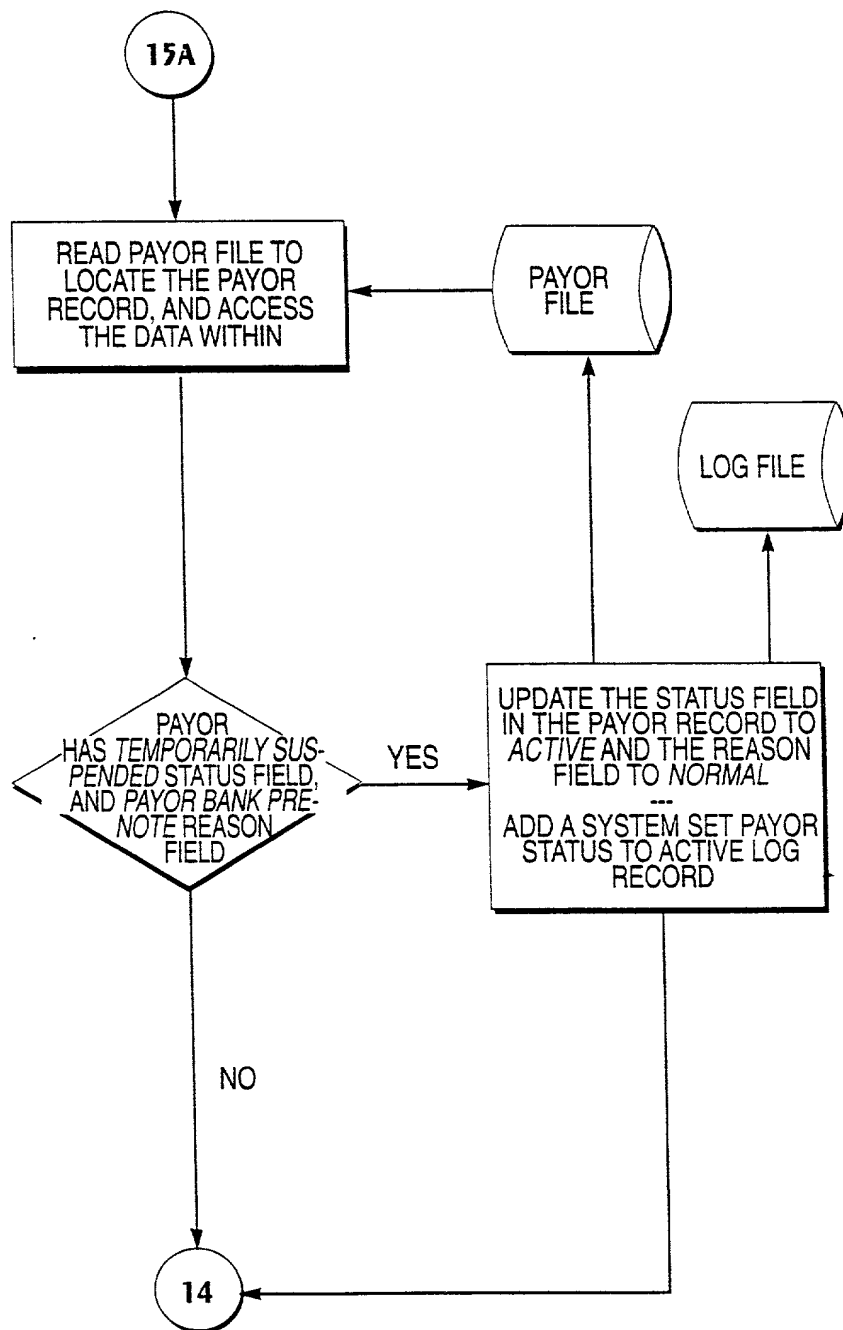 15A
READ PAYOR FILE TO
LOCATE THE PAYOR
RECORD, AND ACCESS
THE DATA WITHIN
PAYOR
FILE
LOG FILE
PAYOR
HAS TEMPORARILY SUS-
PENDED STATUS FIELD,
AND PAYOR BANK PRE-
NOTE REASON
FIELD
YES
UPDATE THE STATUS FIELD
IN THE PAYOR RECORD TO
ACTIVE AND THE REASON
FIELD TO NORMAL
---
ADD A SYSTEM SET PAYOR
STATUS TO ACTIVE LOG
RECORD
NO
14